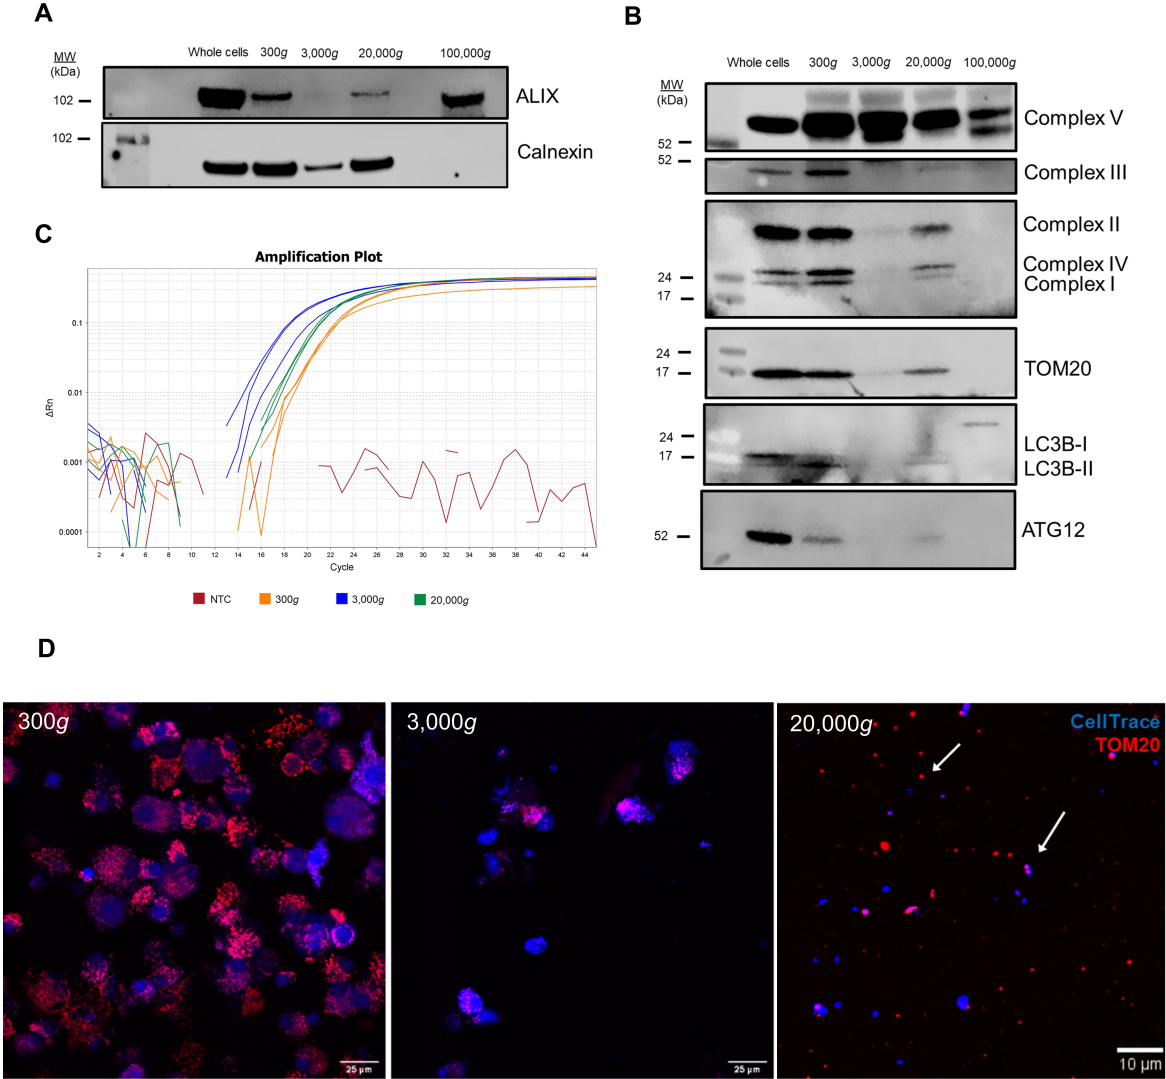 A
MW
(kDa)
Whole cells 300g 3,000g 20,000g 100,000g
102
ALIX
102
Calnexin
B
MW
(kDa)
Whole cells 300g 3,000g 20,000g 100,000g
52
Complex V
52
Complex III
Complex II
Complex IV
24
Complex I
17
24
17
TOM20
24
LC3B-I
17
LC3B-II
52
ATG12
C
Amplification Plot
ΔRn
0.1
0.01
0.001
0.0001
2 4 6 8 10 12 14 16 18 20 22 24 26 28 30 32 34 36 38 40 42 44
Cycle
NTC 300g 3,000g 20,000g
D
300g
25 µm
3,000g
25 µm
20,000g
CellTrace
TOM20
10 µm